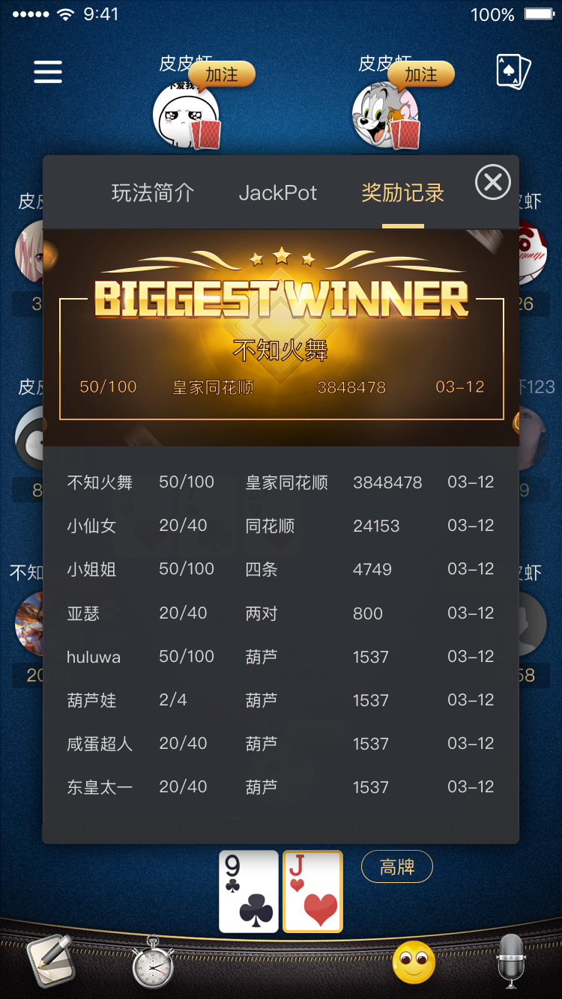 9:41 100%
皮皮虾 皮皮虾
加注 加注
不爱我
玩法简介 JackPot 奖励记录
BIGGEST WINNER
不知火舞
50/100 皇家同花顺 3848478 03-12
不知火舞 50/100 皇家同花顺 3848478 03-12
小仙女 20/40 同花顺 24153 03-12
小姐姐 50/100 四条 4749 03-12
亚瑟 20/40 两对 800 03-12
huluwa 50/100 葫芦 1537 03-12
葫芦娃 2/4 葫芦 1537 03-12
咸蛋超人 20/40 葫芦 1537 03-12
东皇太一 20/40 葫芦 1537 03-12
9 J 高牌